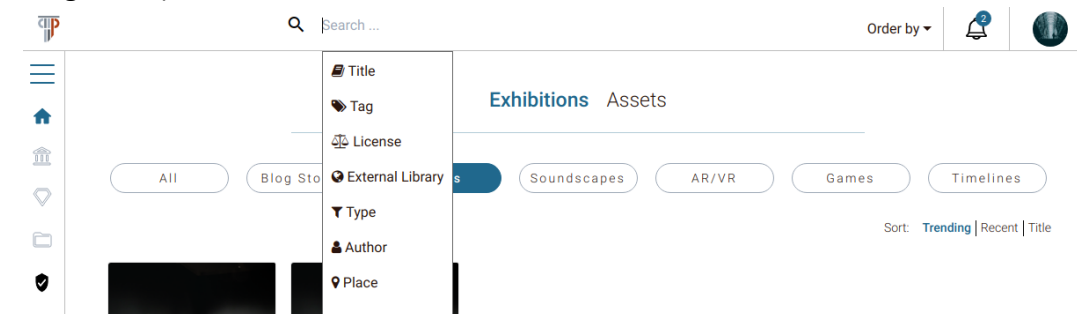 Search ...
Order by
2
Title
Tag
License
External Library
Type
Author
Place
Exhibitions Assets
All
Blog Sto
s
Soundscapes
AR/VR
Games
Timelines
Sort: Trending | Recent | Title